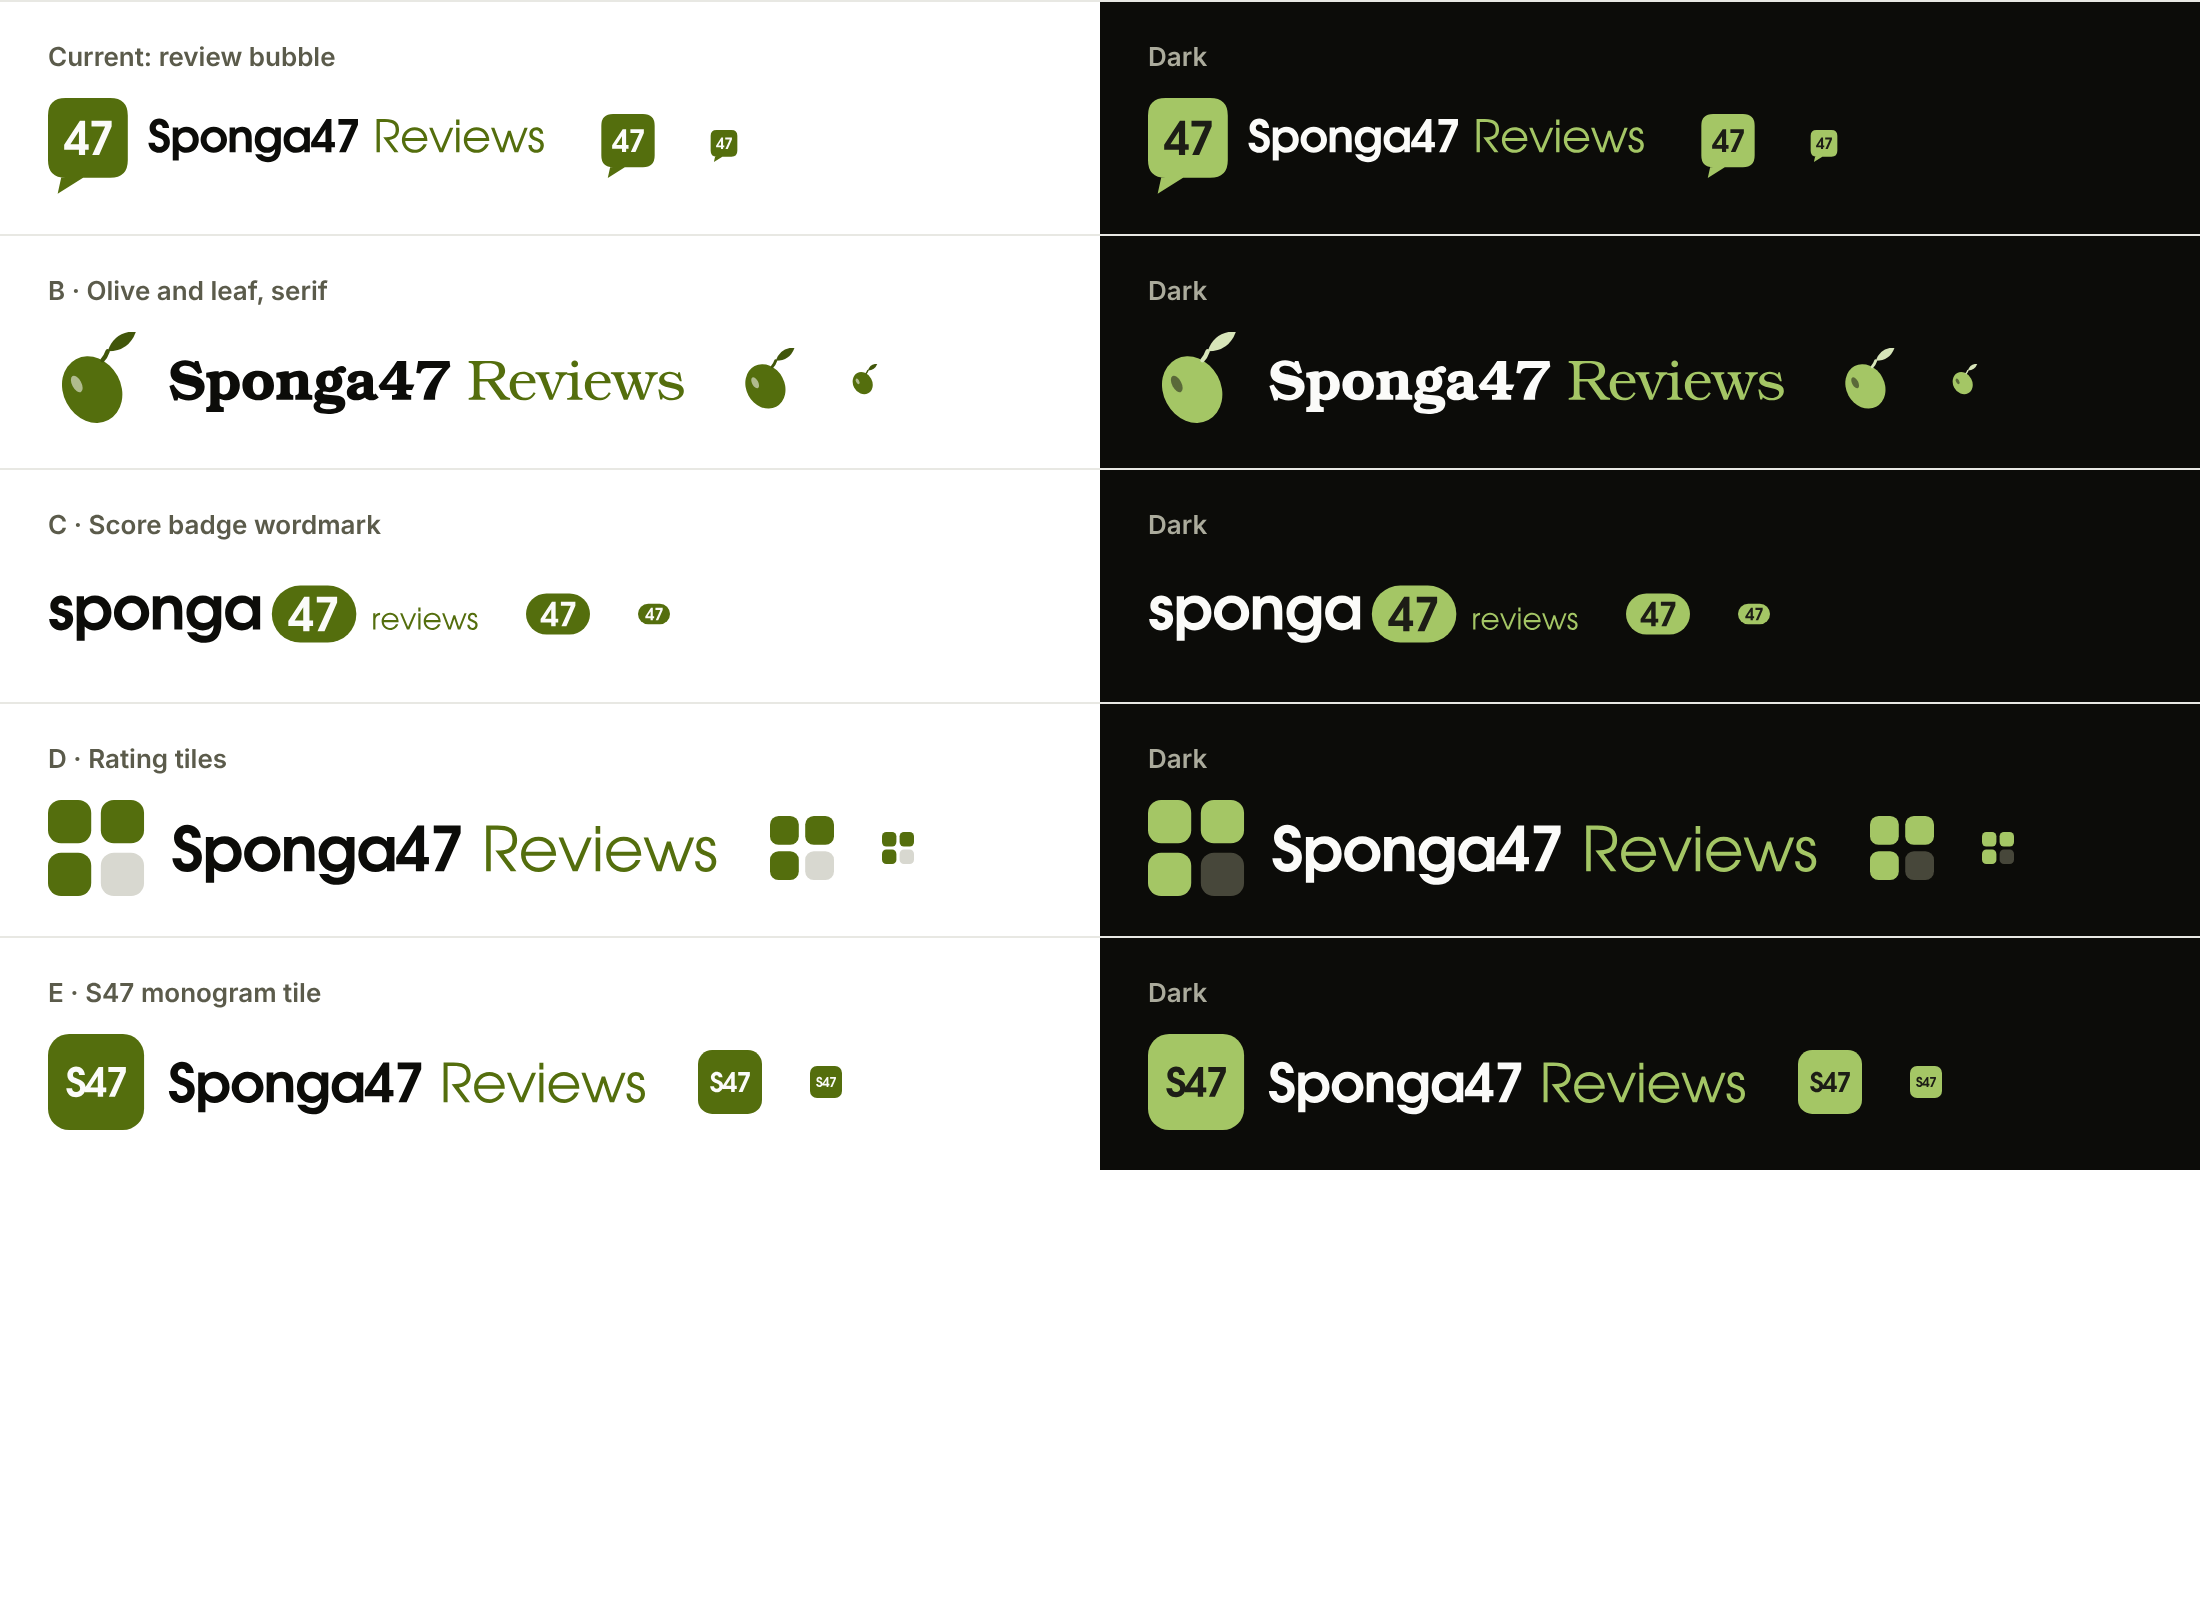 Current: review bubble
47 Sponga47 Reviews 47 47
Dark
47 Sponga47 Reviews 47 47
B · Olive and leaf, serif
Sponga47 Reviews
Dark
Sponga47 Reviews
C · Score badge wordmark
sponga 47 reviews 47 47
Dark
sponga 47 reviews 47 47
D · Rating tiles
Sponga47 Reviews
Dark
Sponga47 Reviews
E · S47 monogram tile
S47 Sponga47 Reviews S47 S47
Dark
S47 Sponga47 Reviews S47 S47